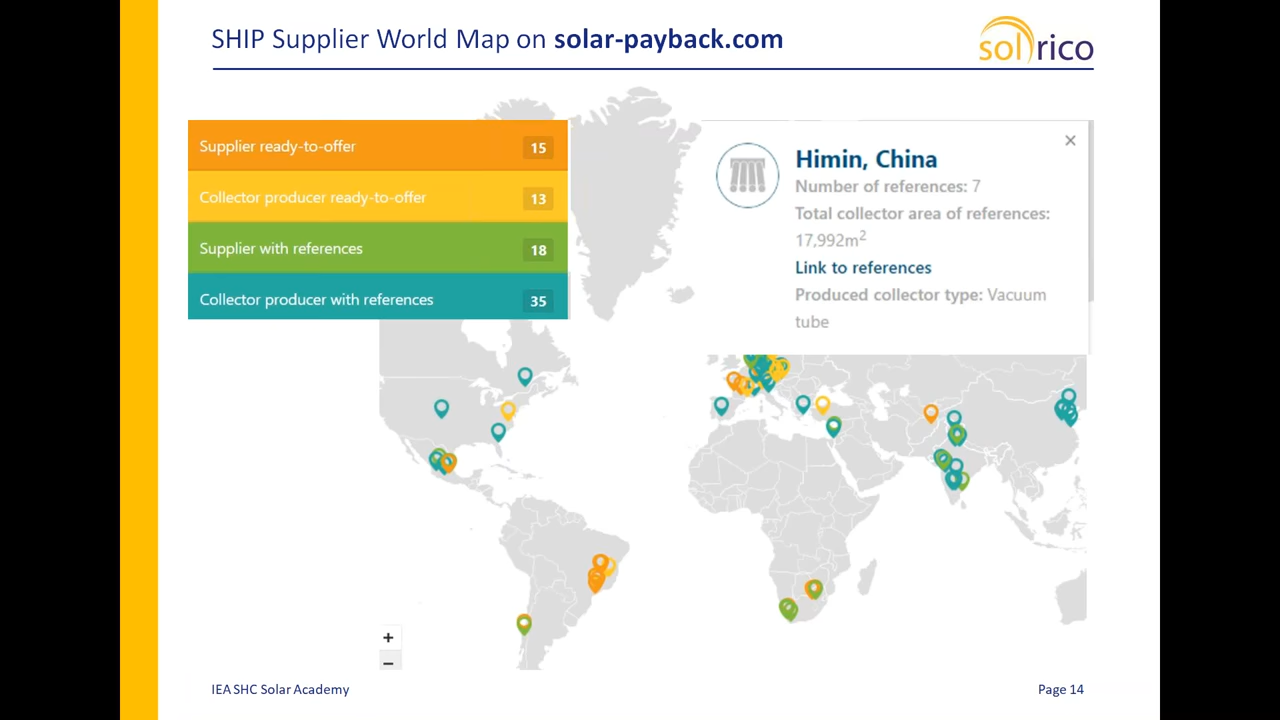 SHIP Supplier World Map on solar-payback.com
solrico
Supplier ready-to-offer 15
Collector producer ready-to-offer 13
Supplier with references 18
Collector producer with references 35
×
Himin, China
Number of references: 7
Total collector area of references:
17,992m²
Link to references
Produced collector type: Vacuum
tube
+
−
IEA SHC Solar Academy
Page 14